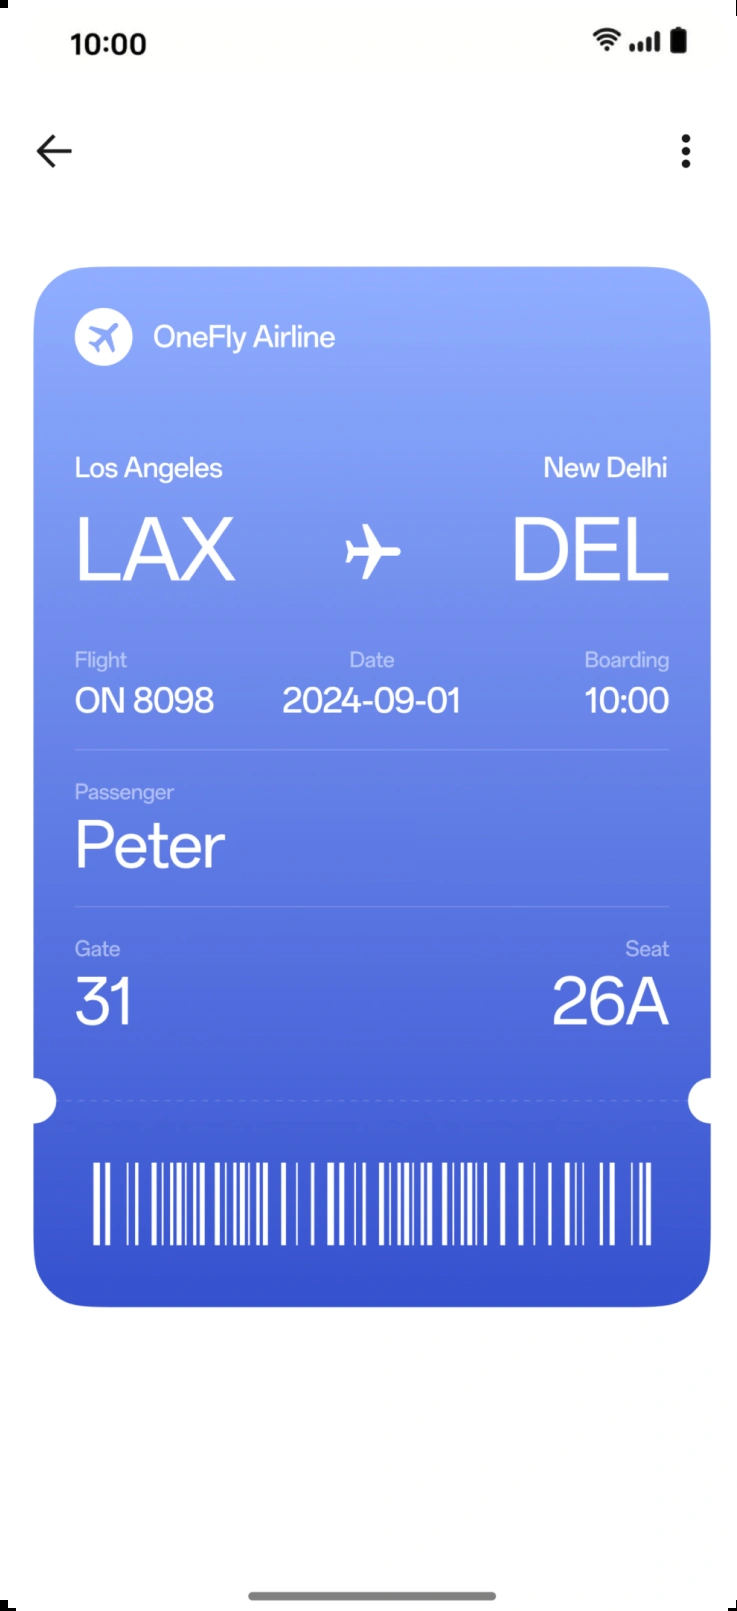 10:00
OneFly Airline
Los Angeles New Delhi
LAX DEL
Flight Date Boarding
ON 8098 2024-09-01 10:00
Passenger
Peter
Gate Seat
31 26A